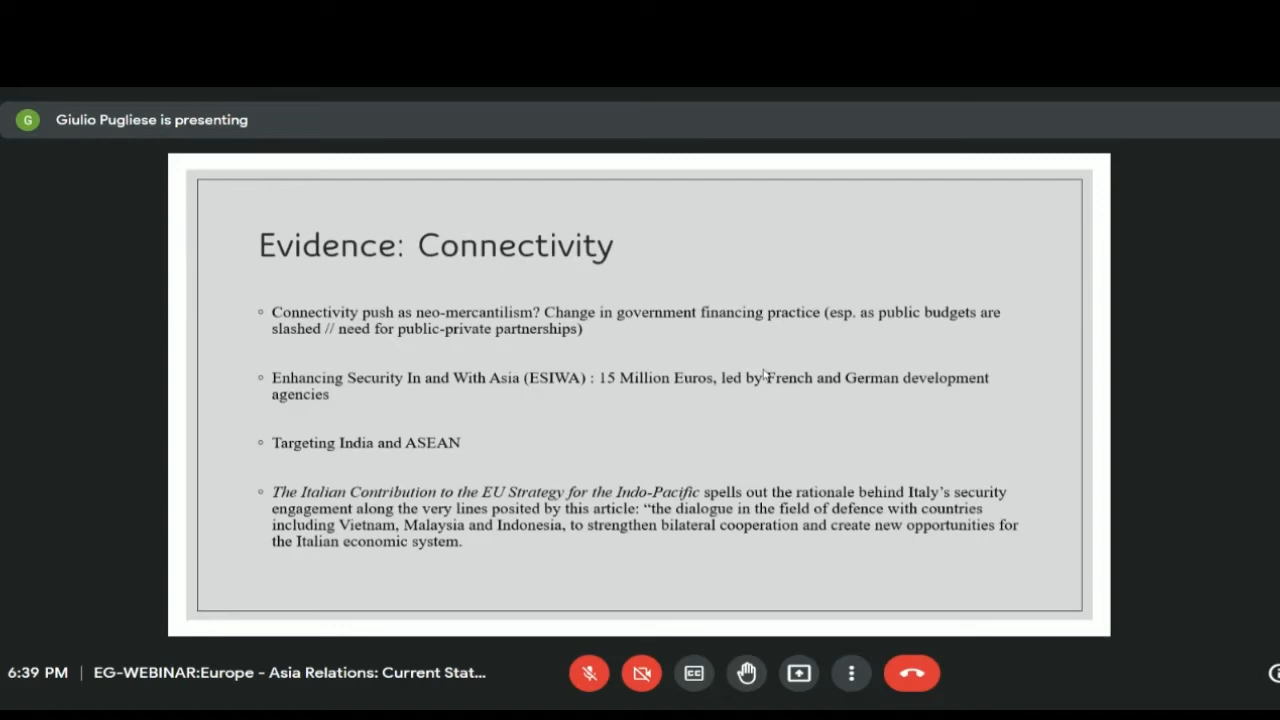 G
Giulio Pugliese is presenting
Evidence: Connectivity
◦ Connectivity push as neo-mercantilism? Change in government financing practice (esp. as public budgets are
slashed // need for public-private partnerships)
◦ Enhancing Security In and With Asia (ESIWA) : 15 Million Euros, led by French and German development
agencies
◦ Targeting India and ASEAN
◦ The Italian Contribution to the EU Strategy for the Indo-Pacific spells out the rationale behind Italy's security
engagement along the very lines posited by this article: “the dialogue in the field of defence with countries
including Vietnam, Malaysia and Indonesia, to strengthen bilateral cooperation and create new opportunities for
the Italian economic system.
6:39 PM | EG-WEBINAR:Europe - Asia Relations: Current Stat...
CC